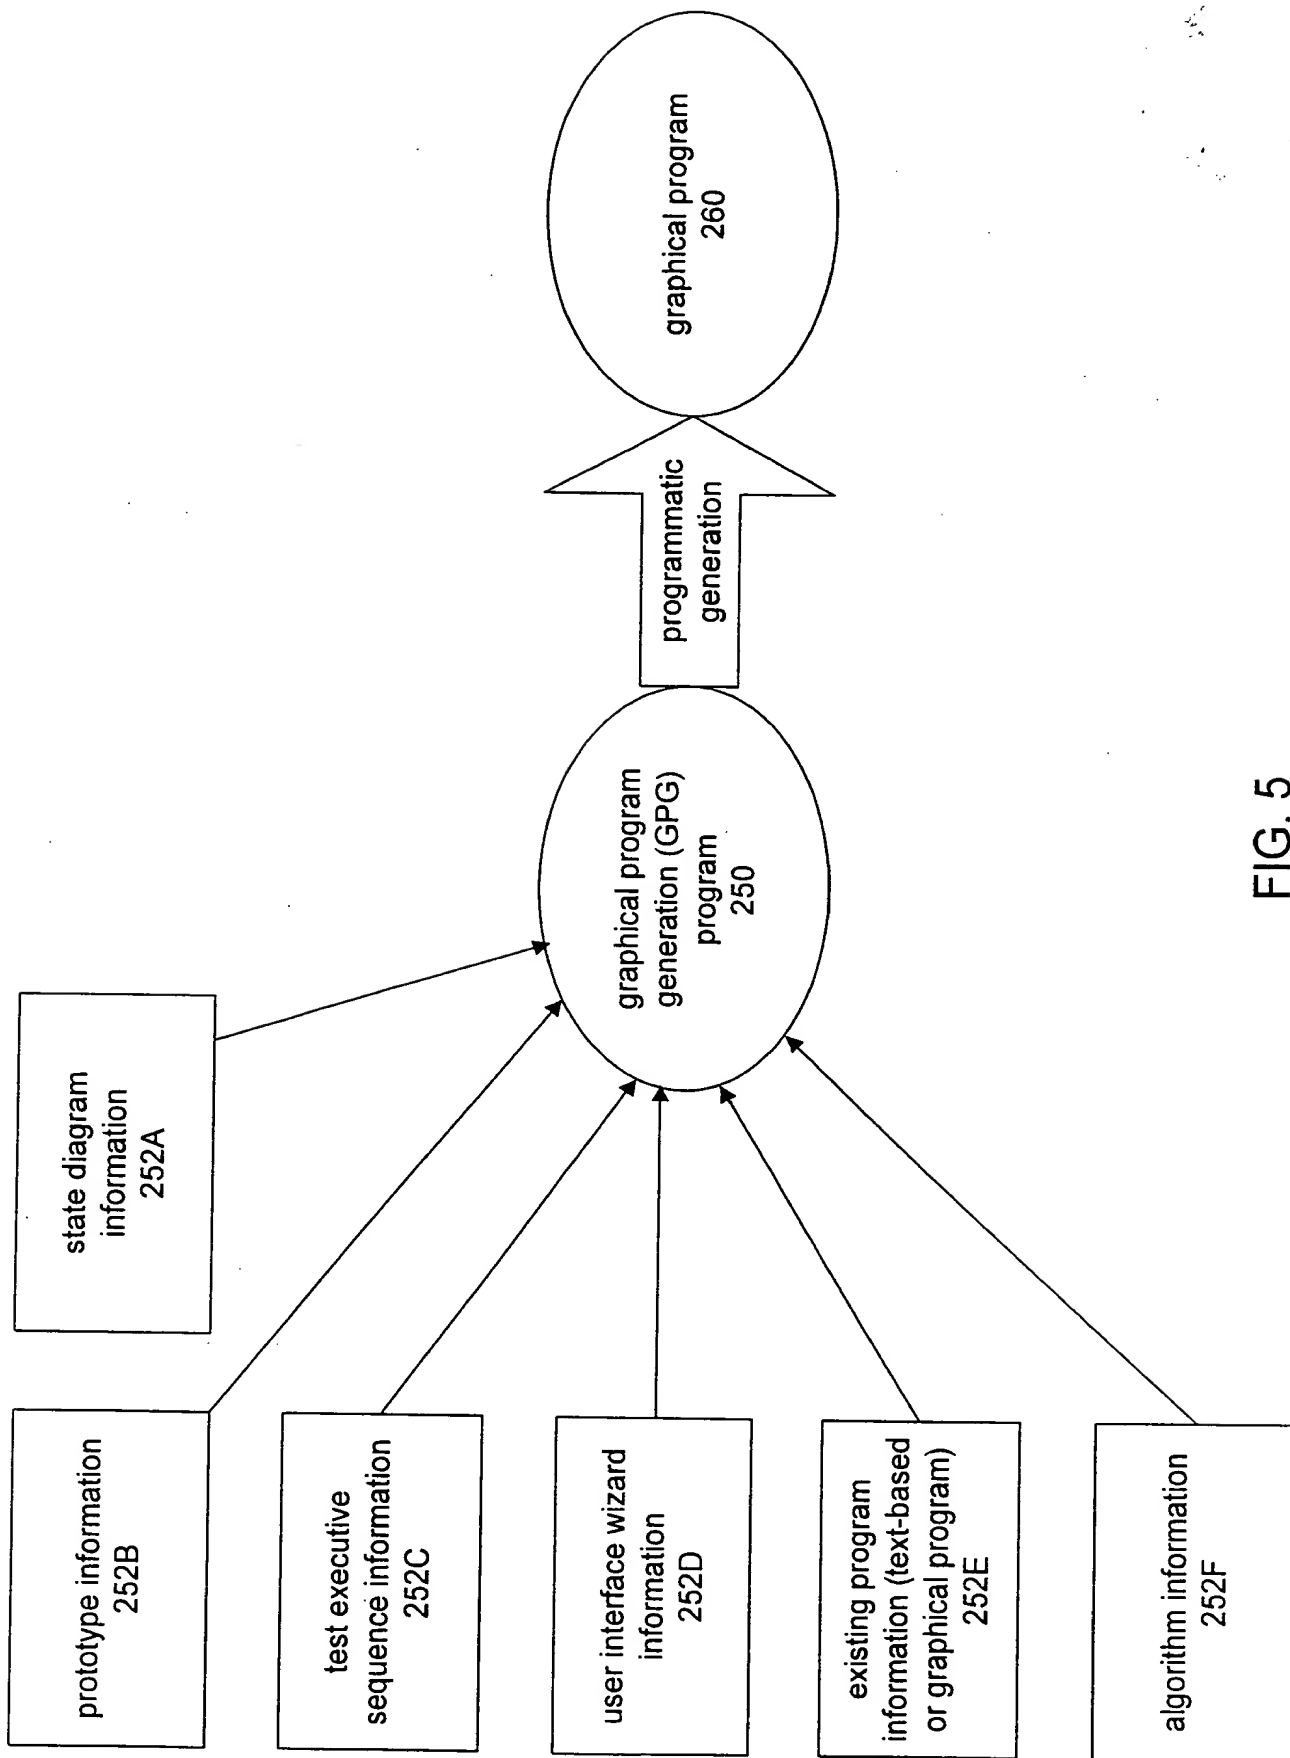 state diagram
information
252A
prototype information
252B
test executive
sequence information
252C
user interface wizard
information
252D
existing program
information (text-based
or graphical program)
252E
algorithm information
252F
graphical program
generation (GPG)
program
250
programmatic
generation
graphical program
260
FIG. 5